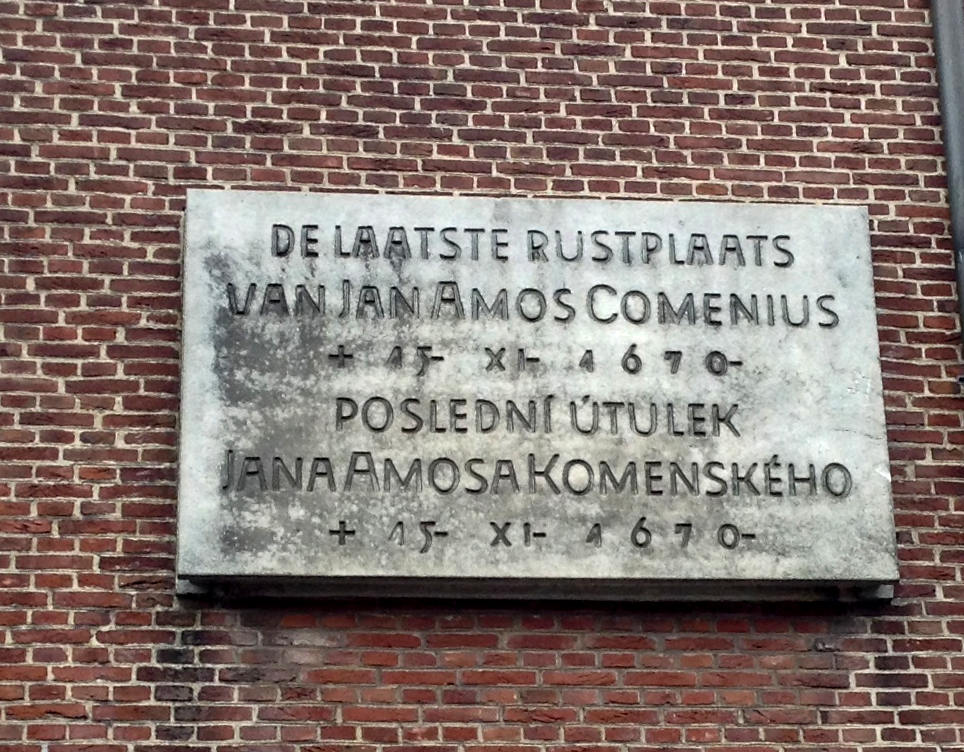 DE LAATSTE RUSTPLAATS
VAN JAN AMOS COMENIUS
+ 15- XI- 1670-
POSLEDNÍ ÚTULEK
JANA AMOSA KOMENSKÉHO
+ 15- XI- 1670-